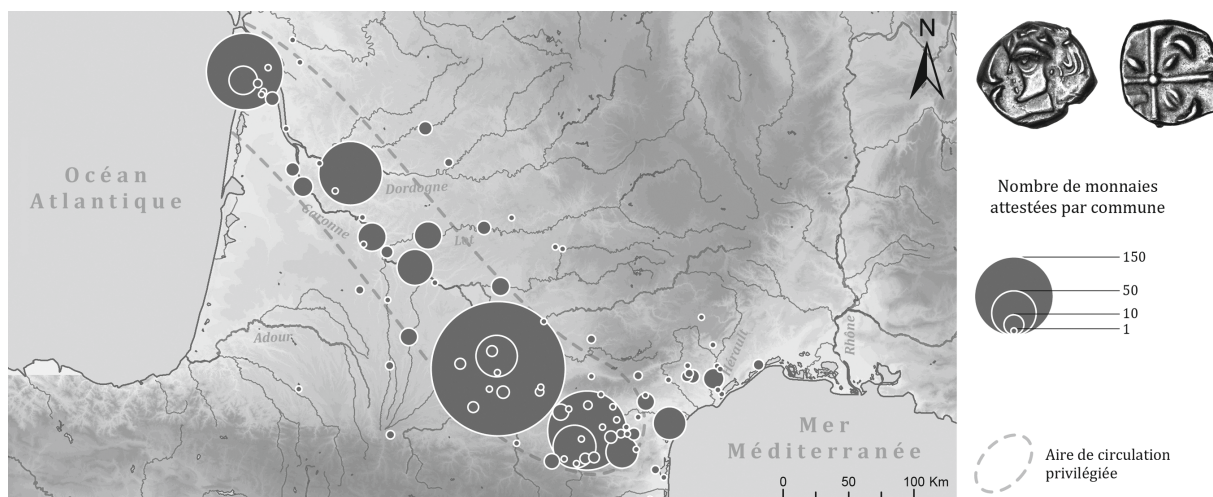 N
Océan
Atlantique
Dordogne
Garonne
Lot
Adour
Hérault
Rhône
Mer
Méditerranée
0 50 100 Km
Nombre de monnaies
attestées par commune
150
50
10
1
Aire de circulation
privilégiée